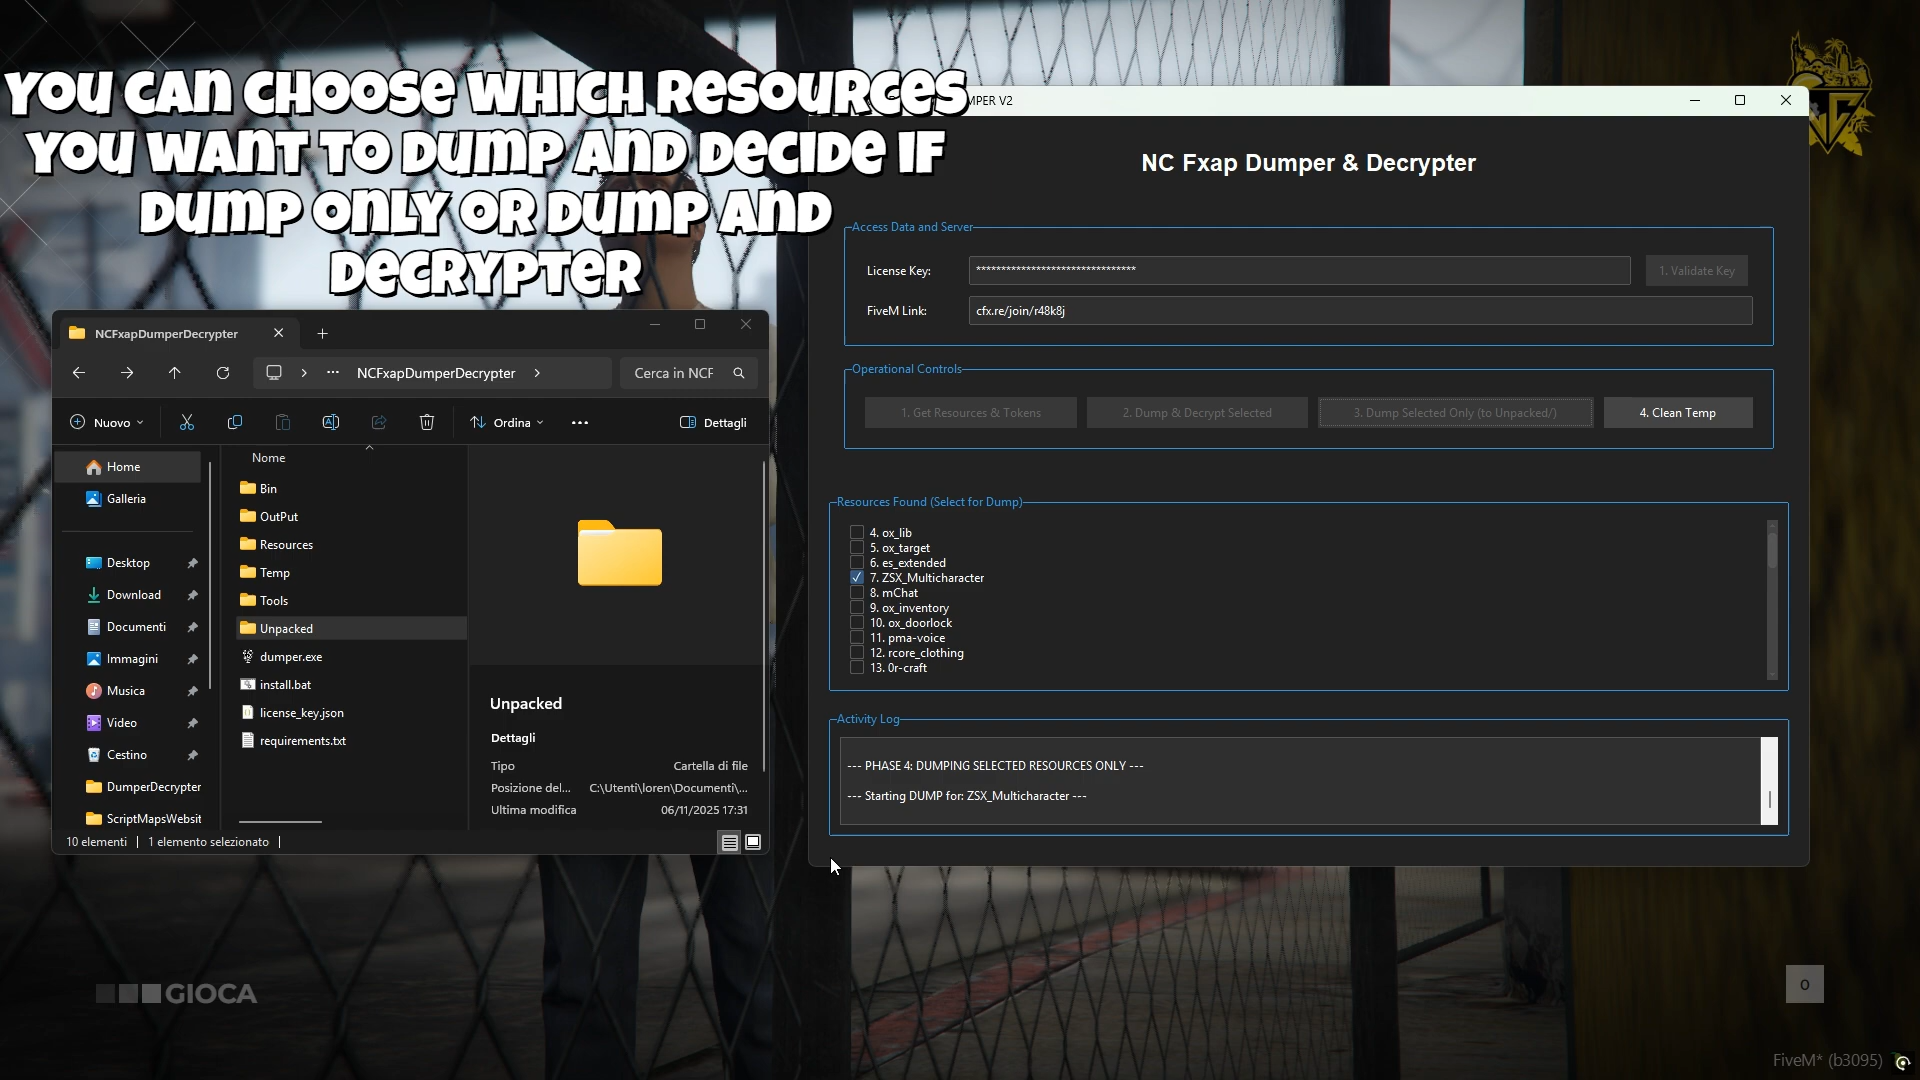 YOU CAN CHOOSE WHICH RESOURCES
YOU WANT TO DUMP AND DECIDE IF
DUMP ONLY OR DUMP AND
DECRYPTER
MPER V2
NC Fxap Dumper & Decrypter
Access Data and Server
License Key:
********************************
1. Validate Key
FiveM Link:
cfx.re/join/r48k8j
Operational Controls
1. Get Resources & Tokens
2. Dump & Decrypt Selected
3. Dump Selected Only (to Unpacked/)
4. Clean Temp
Resources Found (Select for Dump)
4. ox_lib
5. ox_target
6. es_extended
7. ZSX_Multicharacter
8. mChat
9. ox_inventory
10. ox_doorlock
11. pma-voice
12. rcore_clothing
13. 0r-craft
Activity Log
--- PHASE 4: DUMPING SELECTED RESOURCES ONLY ---
--- Starting DUMP for: ZSX_Multicharacter ---
NCFxapDumperDecrypter
NCFxapDumperDecrypter
Cerca in NCF
Nuovo
Ordina
Dettagli
Home
Galleria
Desktop
Download
Documenti
Immagini
Musica
Video
Cestino
DumperDecrypter
ScriptMapsWebsit
Nome
Bin
OutPut
Resources
Temp
Tools
Unpacked
dumper.exe
install.bat
license_key.json
requirements.txt
Unpacked
Dettagli
Tipo Cartella di file
Posizione del... C:\Utenti\loren\Documenti\...
Ultima modifica 06/11/2025 17:31
10 elementi
1 elemento selezionato
GIOCA
O
FiveM* (b3095)